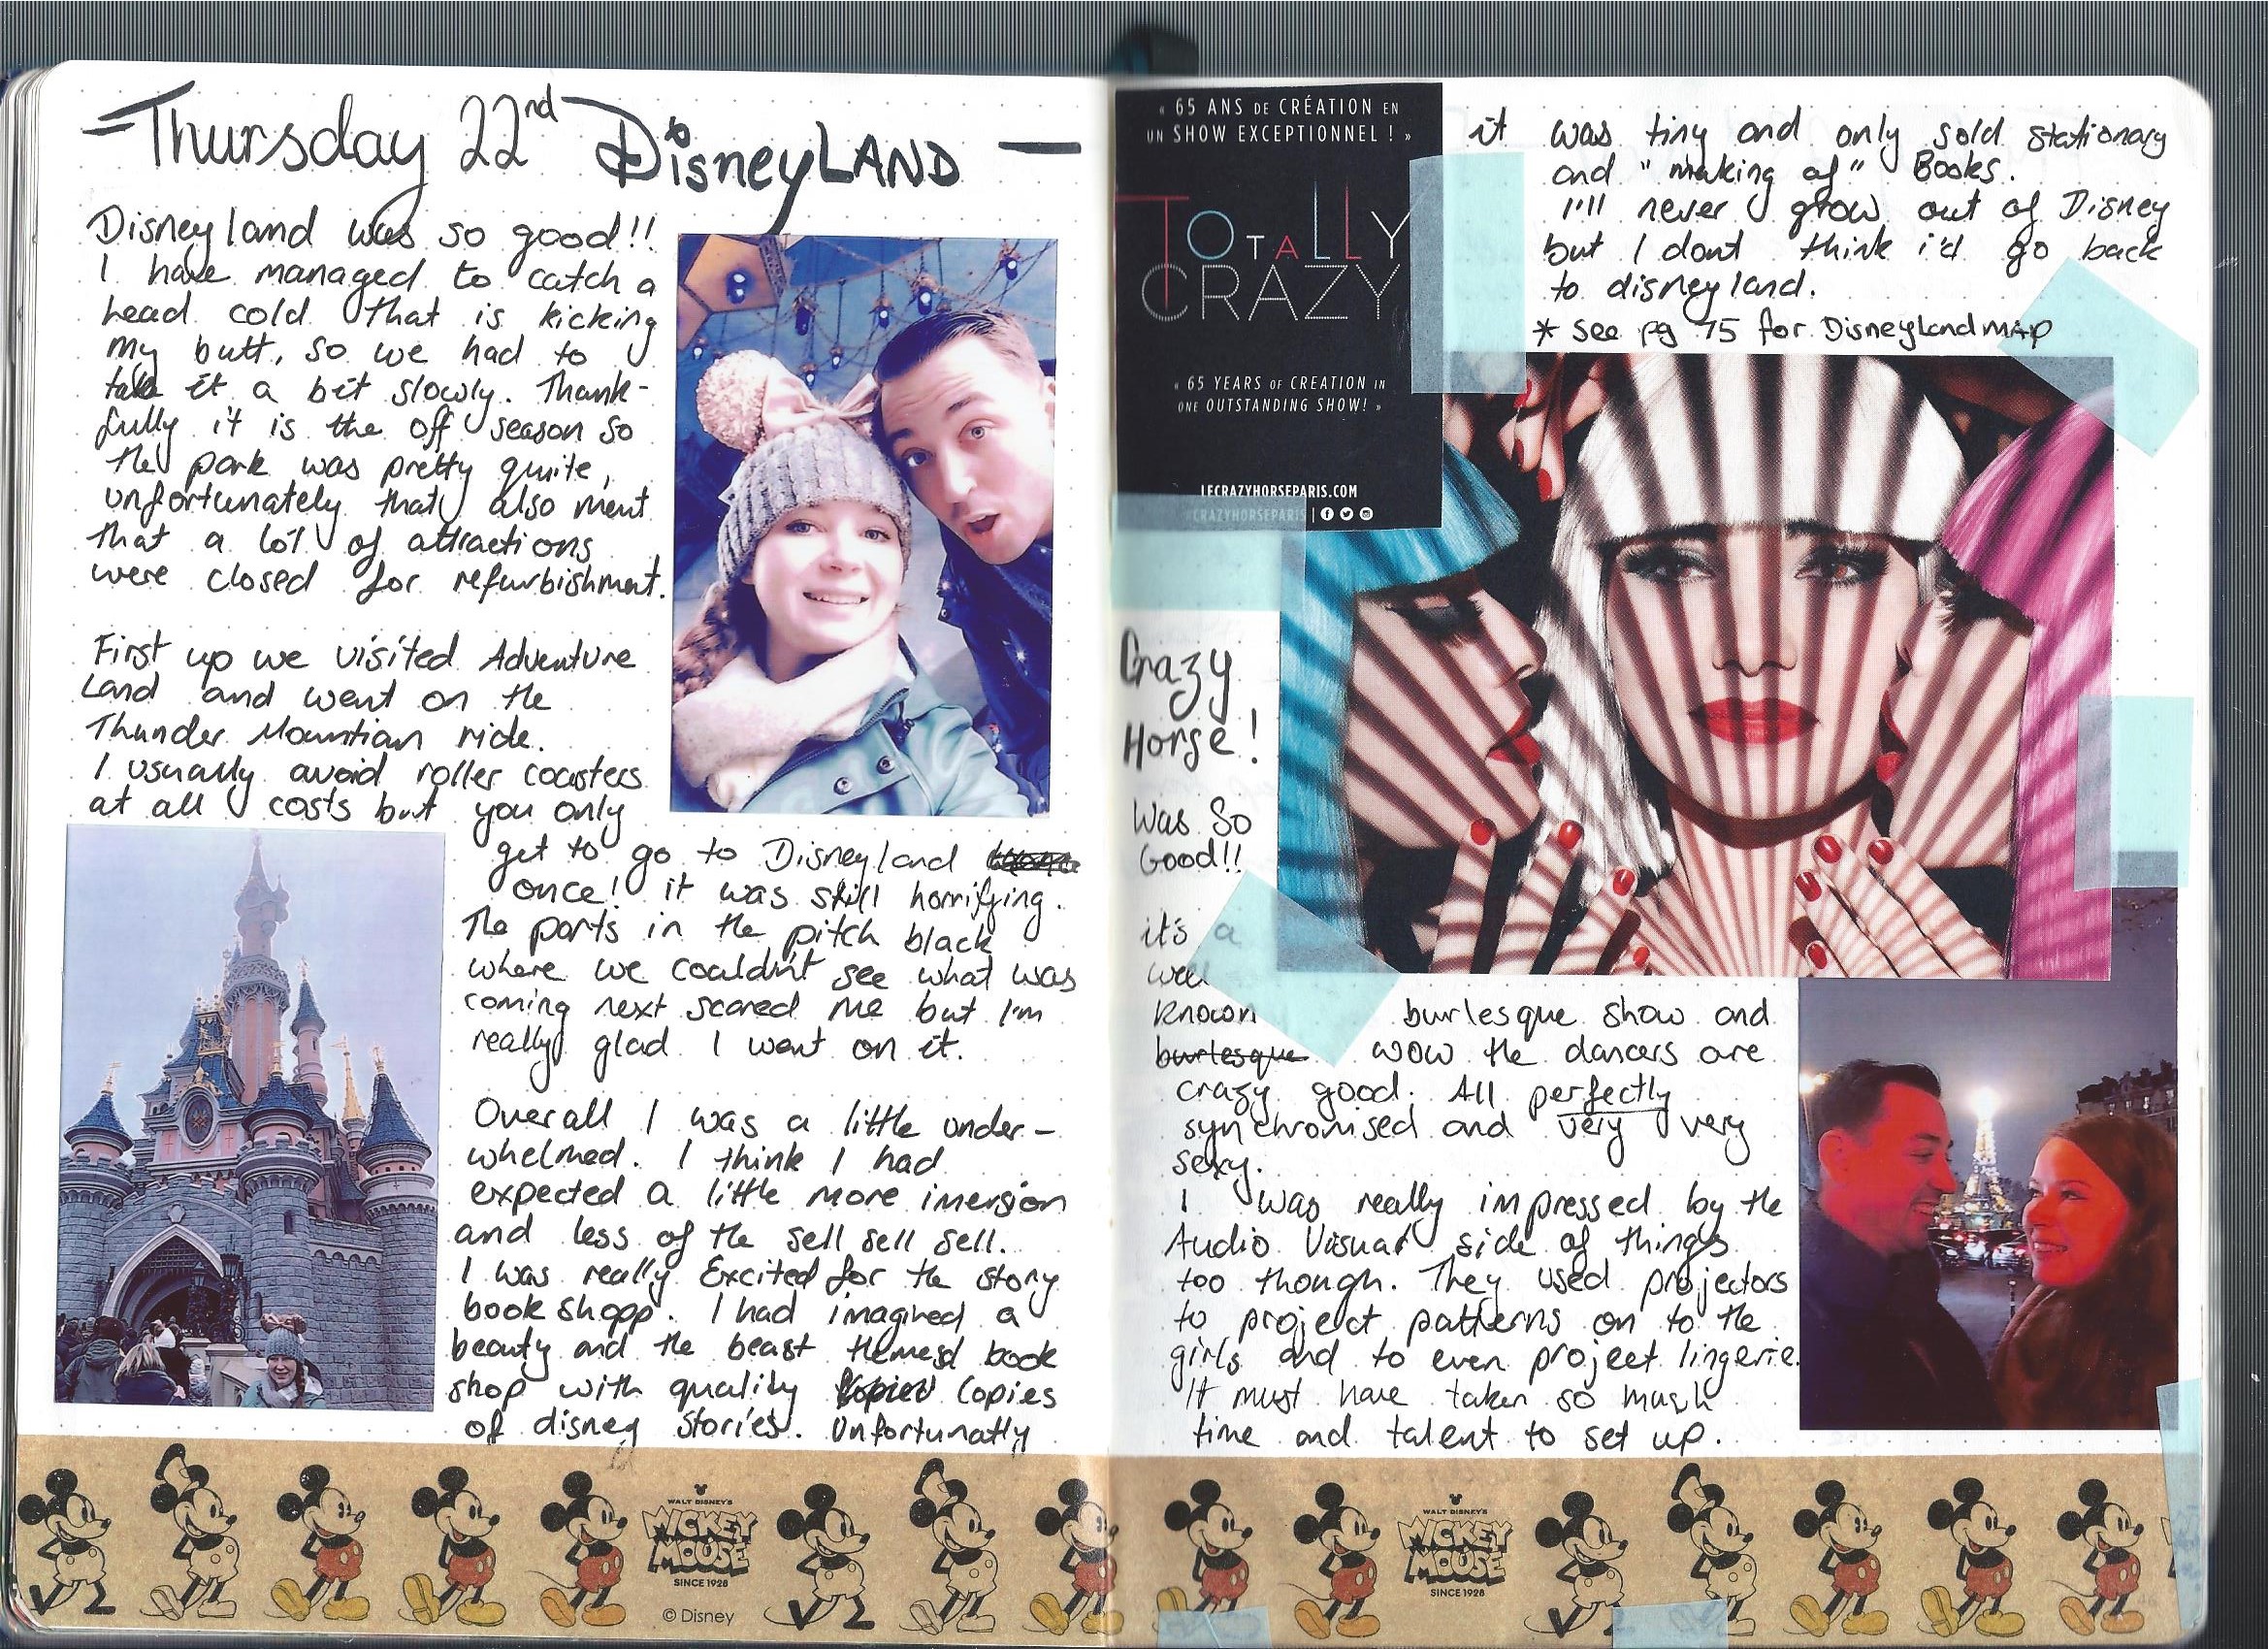 Thursday 22nd DisneyLAND
Disneyland was so good!!
I have managed to catch a
head cold that is kicking
my butt, so we had to
take it a bit slowly. Thank-
fully it is the off season so
the park was pretty quite,
unfortunately that also ment
that a lot of attractions
were closed for refurbishment.
First up we visited Adventure
Land and went on the
Thunder Mountian ride.
I usually avoid roller coasters
at all costs but you only
get to go to Disneyland
once! it was still horrifying.
The parts in the pitch black
where we couldn't see what was
coming next scared me but I'm
really glad I went on it.
Overall I was a little under-
whelmed. I think I had
expected a little more imersion
and less of the sell sell sell.
I was really Excited for the story
book shopp. I had imagined a
beauty and the beast themed book
shop with quality copies
of disney stories. Unfortunatly
« 65 ANS DE CRÉATION EN
UN SHOW EXCEPTIONNEL ! »
TOTALLY
CRAZY
« 65 YEARS OF CREATION IN
ONE OUTSTANDING SHOW! »
LECRAZYHORSEPARIS.COM
#CRAZYHORSEPARIS |
it was tiny and only sold stationary
and "making of" Books.
I'll never grow out of Disney
but I dont think i'd go back
to disneyland.
* see pg 75 for Disneyland MAP
Crazy
Horse!
Was So
Good!!
it's a
well
known burlesque show and
burlesque wow the dancers are
crazy good. All perfectly
synchronised and very very
sexy.
I was really impressed by the
Audio Visual side of things
too though. They used projectors
to project patterns on to the
girls and to even project lingerie.
It must have taken so much
time and talent to set up.
WALT DISNEY'S
MICKEY
MOUSE
SINCE 1928
© Disney
WALT DISNEY'S
MICKEY
MOUSE
SINCE 1928